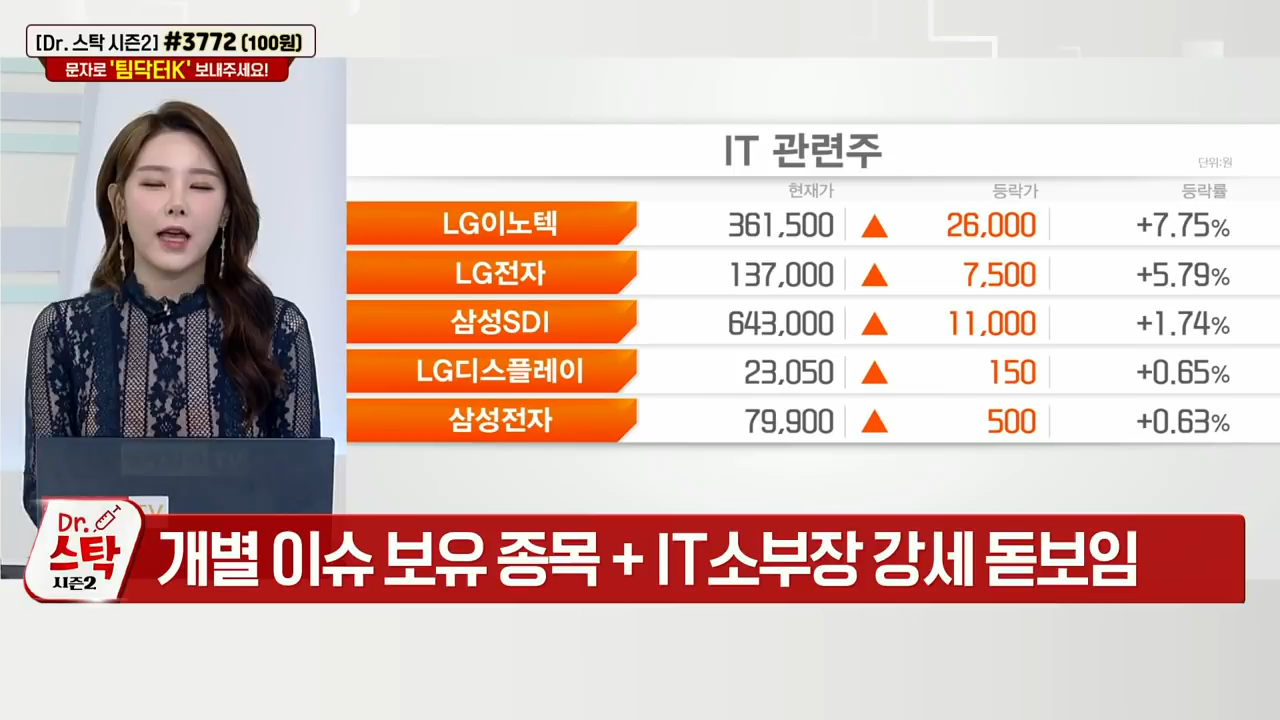 [Dr. 스탁 시즌2] #3772 (100원)
문자로 '팀닥터K' 보내주세요!
IT 관련주
단위:원
현재가 등락가 등락률
LG이노텍 361,500 ▲ 26,000 +7.75%
LG전자 137,000 ▲ 7,500 +5.79%
삼성SDI 643,000 ▲ 11,000 +1.74%
LG디스플레이 23,050 ▲ 150 +0.65%
삼성전자 79,900 ▲ 500 +0.63%
TV
Dr.
스탁
시즌2
개별 이슈 보유 종목 + IT소부장 강세 돋보임